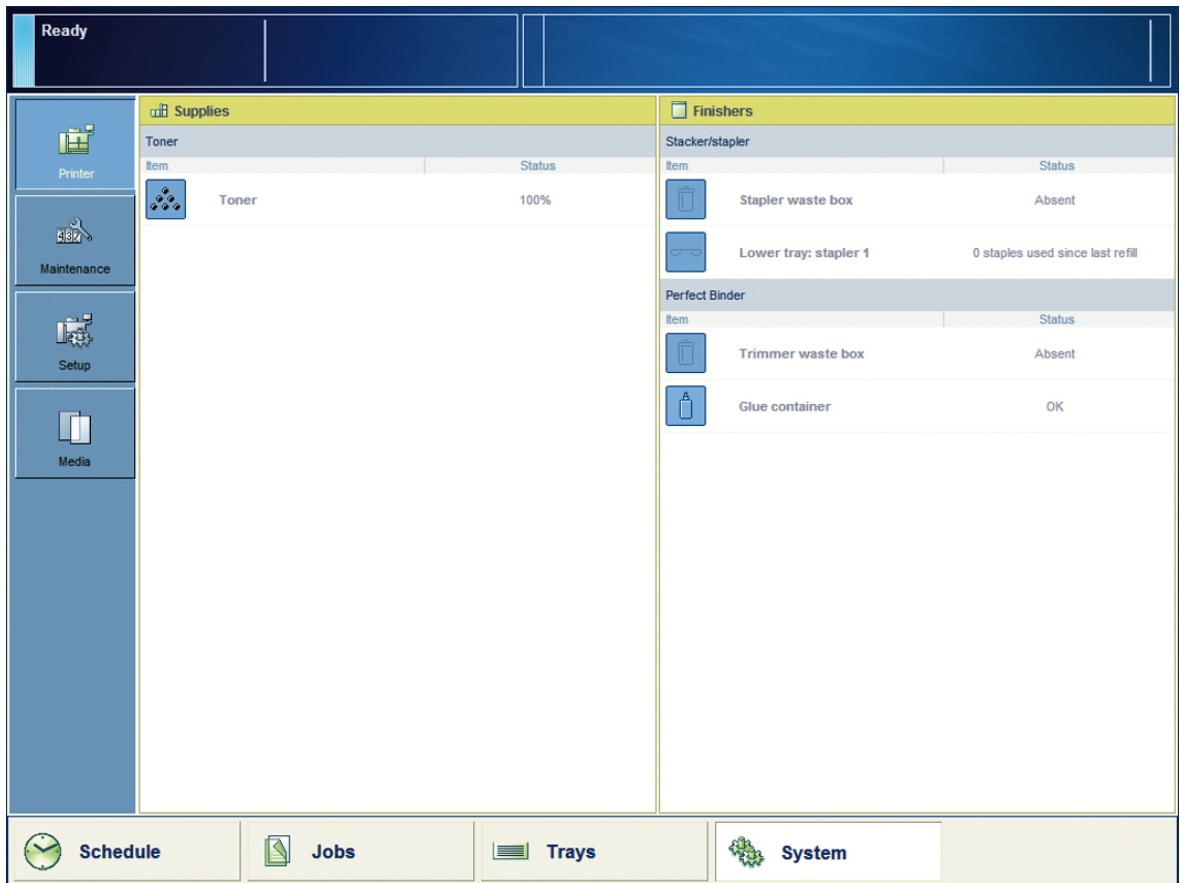 Ready
Printer
Maintenance
Setup
Media
Supplies
Toner
Item Status
Toner 100%
Finishers
Stacker/stapler
Item Status
Stapler waste box Absent
Lower tray: stapler 1 0 staples used since last refill
Perfect Binder
Item Status
Trimmer waste box Absent
Glue container OK
Schedule Jobs Trays System